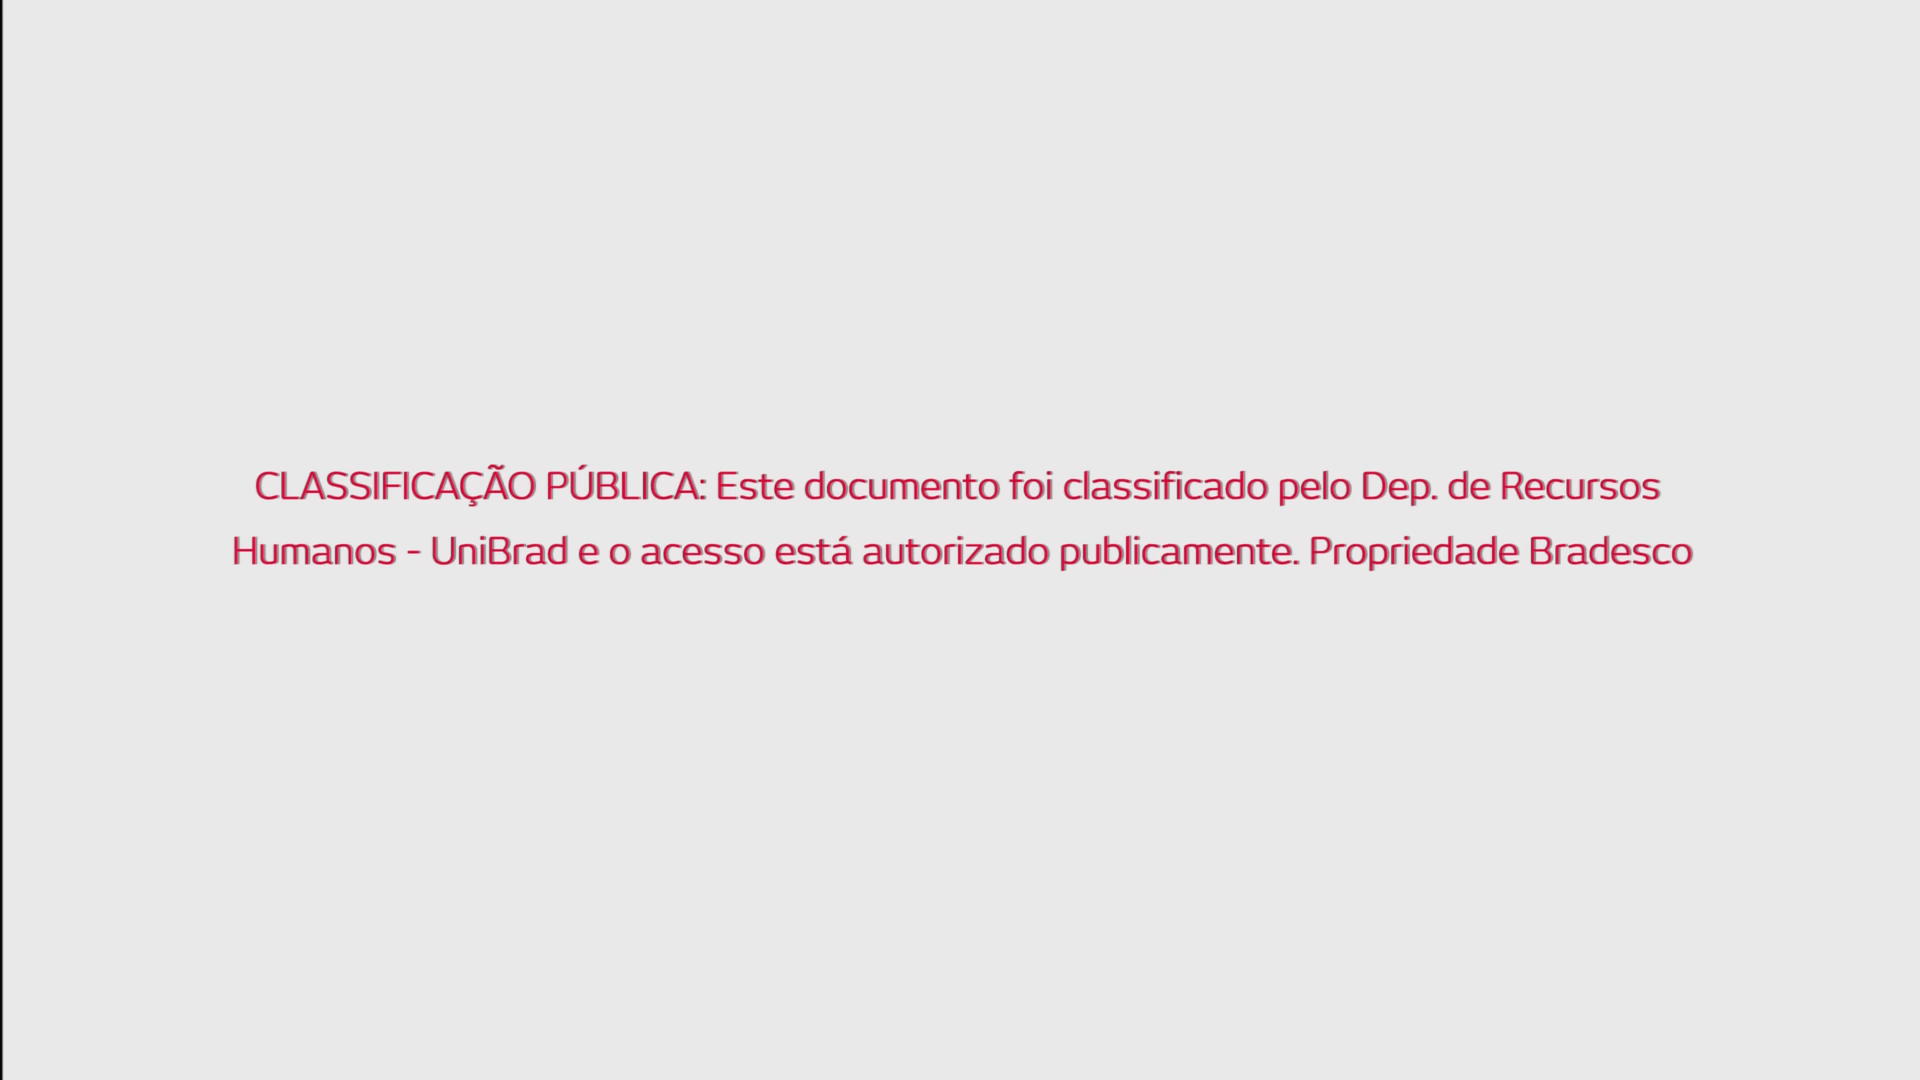 CLASSIFICAÇÃO PÚBLICA: Este documento foi classificado pelo Dep. de Recursos
Humanos - UniBrad e o acesso está autorizado publicamente. Propriedade Bradesco